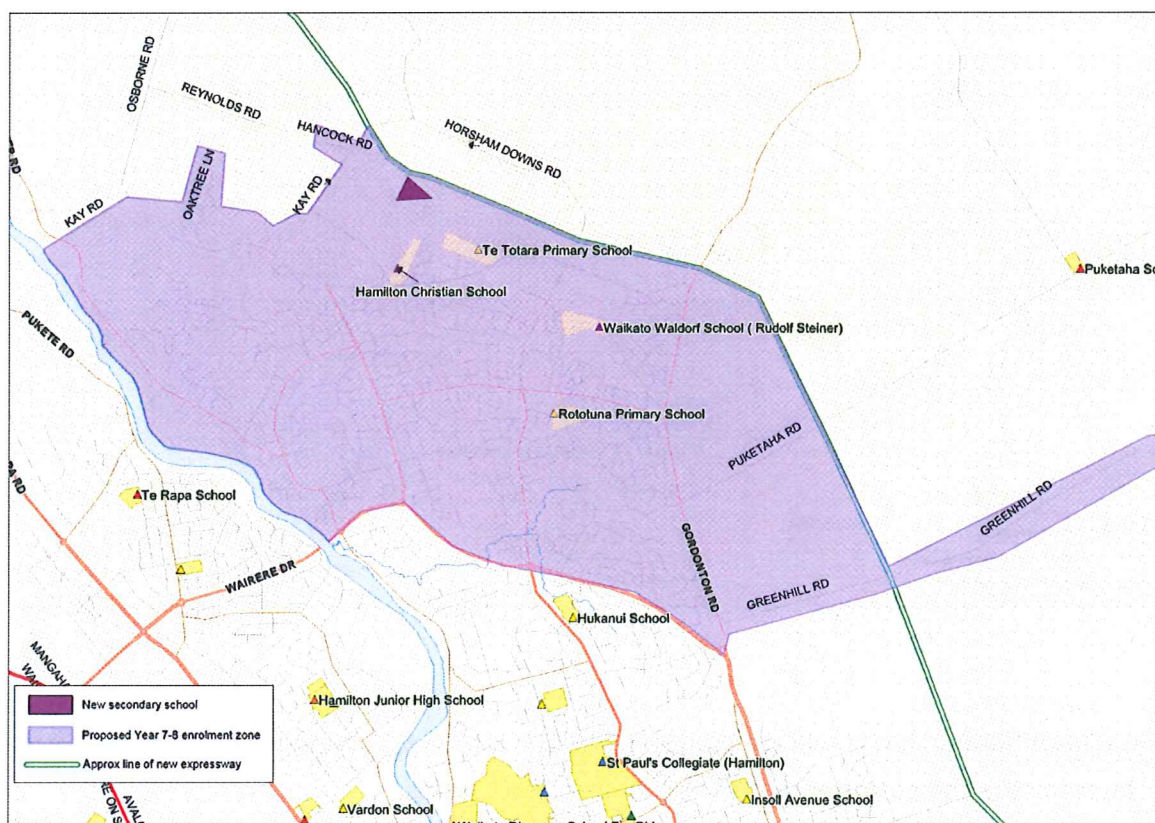 OSBORNE RD
REYNOLDS RD
HANCOCK RD
HORSHAM DOWNS RD
OAKTREE LN
KAY RD
KAY RD
Te Totara Primary School
Hamilton Christian School
Puketaha Sc
PUKETE RD
Waikato Waldorf School ( Rudolf Steiner)
Rototuna Primary School
PUKETAHA RD
Te Rapa School
GREENHILL RD
GORDONTON RD
WAIRERE DR
GREENHILL RD
Hukanui School
Hamilton Junior High School
New secondary school
Proposed Year 7-8 enrolment zone
Approx line of new expressway
St Paul's Collegiate (Hamilton)
Insoll Avenue School
Vardon School